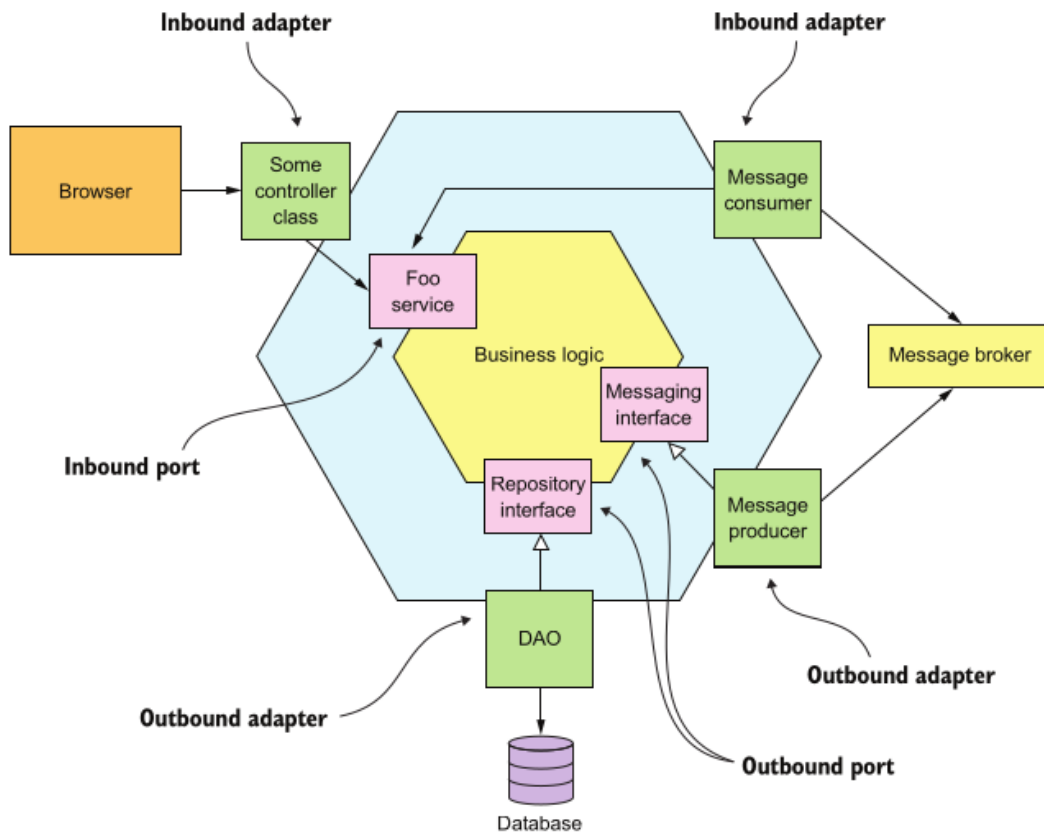 Inbound adapter
Inbound adapter
Browser
Some
controller
class
Message
consumer
Foo
service
Message broker
Business logic
Messaging
interface
Inbound port
Repository
interface
Message
producer
DAO
Outbound adapter
Outbound adapter
Outbound port
Database